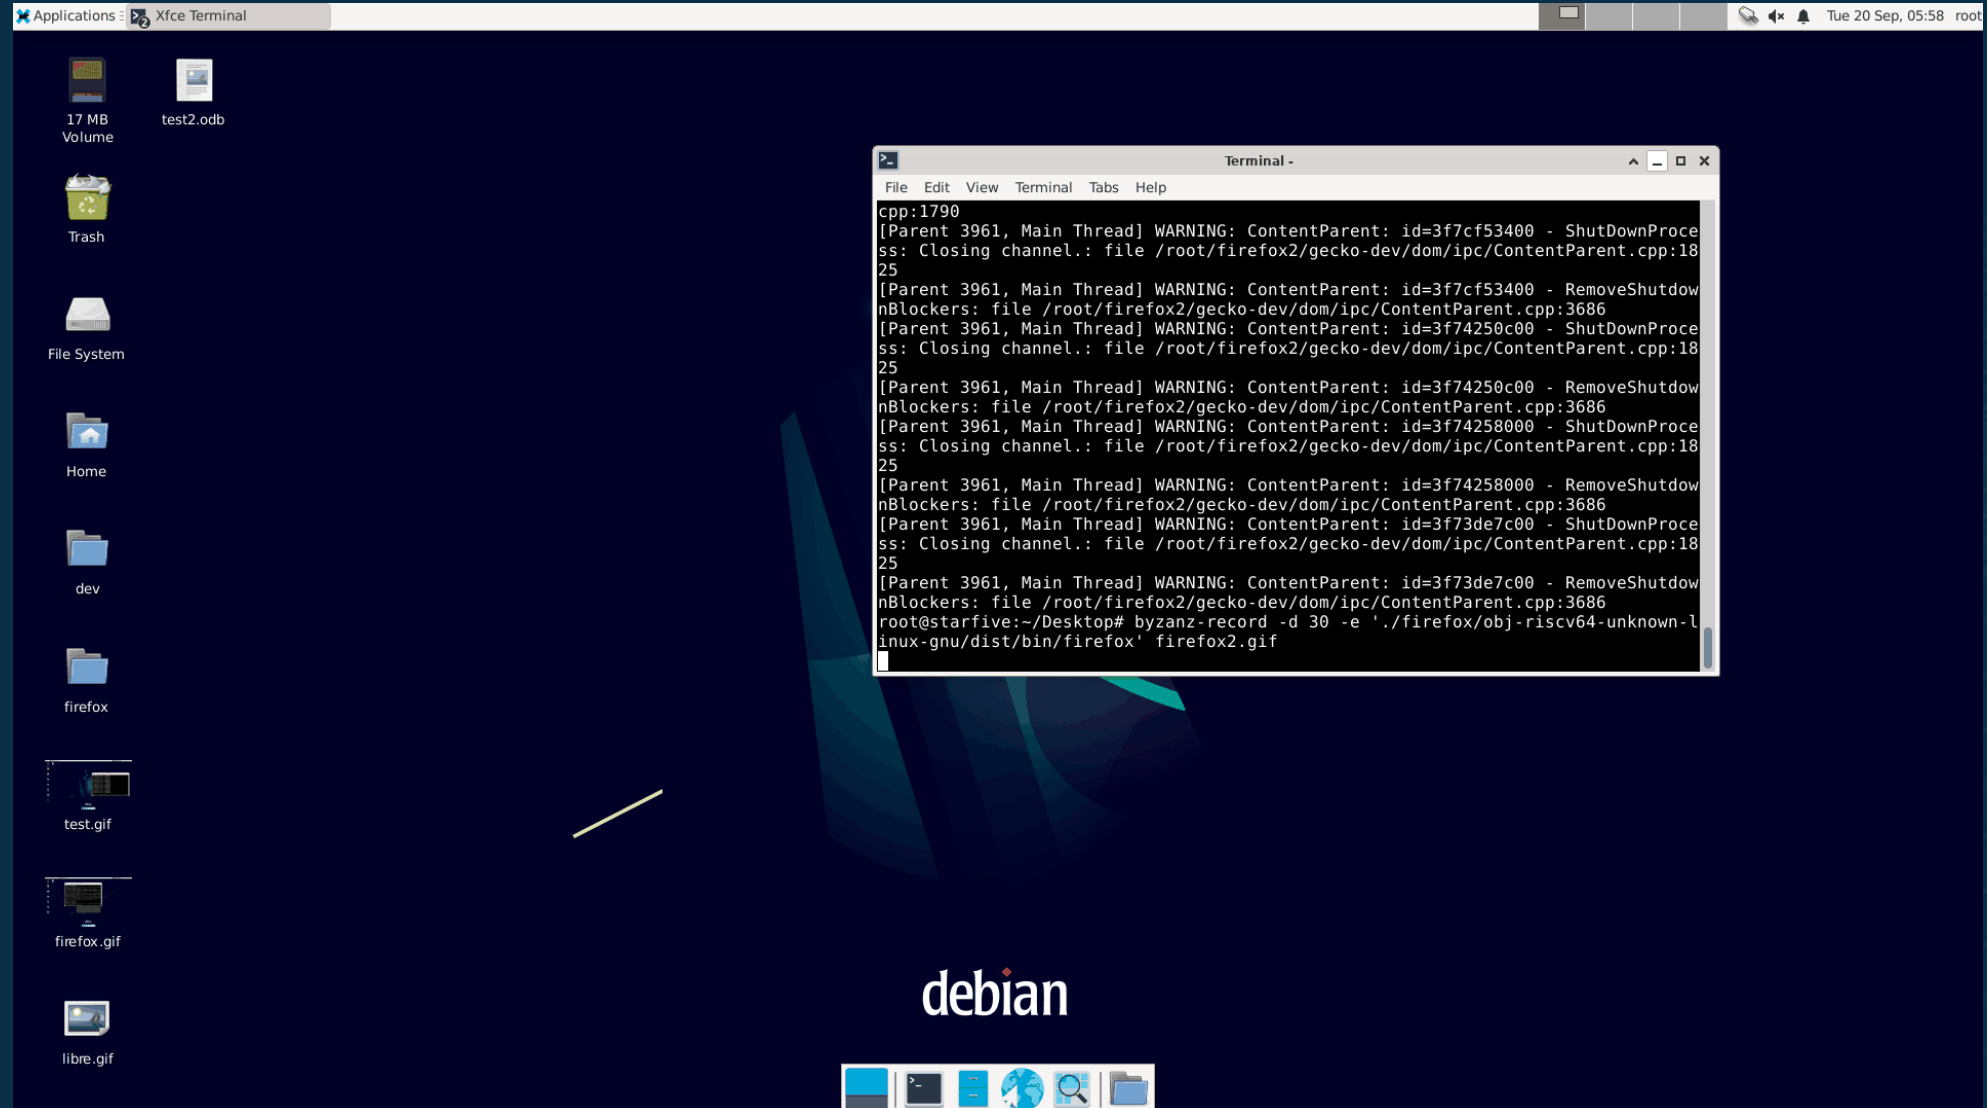 Applications
Xfce Terminal
2
Tue 20 Sep, 05:58 root
17 MB
Volume
test2.odb
Trash
File System
Home
dev
firefox
test.gif
firefox.gif
libre.gif
Terminal -
File Edit View Terminal Tabs Help
cpp:1790
[Parent 3961, Main Thread] WARNING: ContentParent: id=3f7cf53400 - ShutDownProce
ss: Closing channel.: file /root/firefox2/gecko-dev/dom/ipc/ContentParent.cpp:18
25
[Parent 3961, Main Thread] WARNING: ContentParent: id=3f7cf53400 - RemoveShutdow
nBlockers: file /root/firefox2/gecko-dev/dom/ipc/ContentParent.cpp:3686
[Parent 3961, Main Thread] WARNING: ContentParent: id=3f74250c00 - ShutDownProce
ss: Closing channel.: file /root/firefox2/gecko-dev/dom/ipc/ContentParent.cpp:18
25
[Parent 3961, Main Thread] WARNING: ContentParent: id=3f74250c00 - RemoveShutdow
nBlockers: file /root/firefox2/gecko-dev/dom/ipc/ContentParent.cpp:3686
[Parent 3961, Main Thread] WARNING: ContentParent: id=3f74258000 - ShutDownProce
ss: Closing channel.: file /root/firefox2/gecko-dev/dom/ipc/ContentParent.cpp:18
25
[Parent 3961, Main Thread] WARNING: ContentParent: id=3f74258000 - RemoveShutdow
nBlockers: file /root/firefox2/gecko-dev/dom/ipc/ContentParent.cpp:3686
[Parent 3961, Main Thread] WARNING: ContentParent: id=3f73de7c00 - ShutDownProce
ss: Closing channel.: file /root/firefox2/gecko-dev/dom/ipc/ContentParent.cpp:18
25
[Parent 3961, Main Thread] WARNING: ContentParent: id=3f73de7c00 - RemoveShutdow
nBlockers: file /root/firefox2/gecko-dev/dom/ipc/ContentParent.cpp:3686
root@starfive:~/Desktop# byzanz-record -d 30 -e './firefox/obj-riscv64-unknown-l
inux-gnu/dist/bin/firefox' firefox2.gif
debian